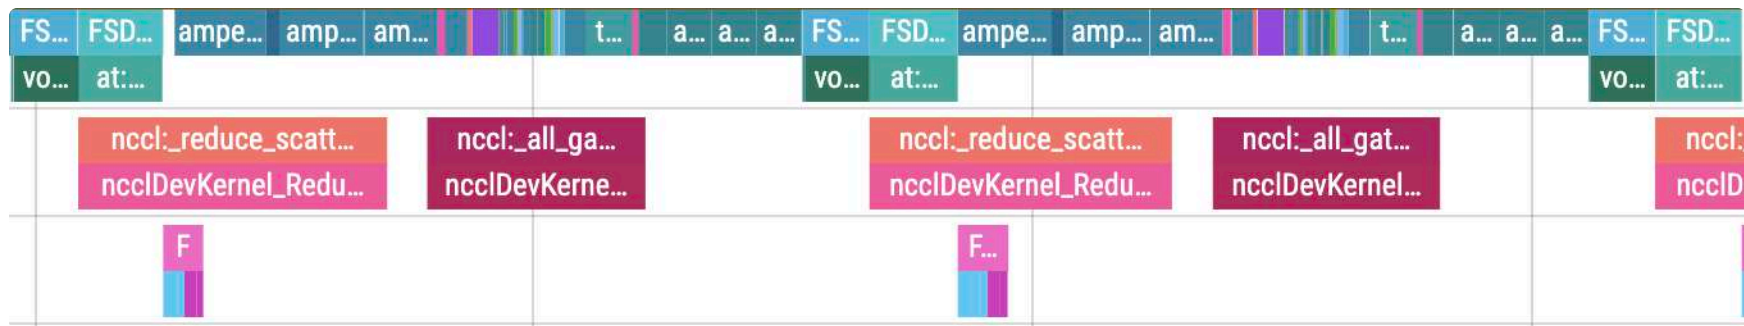 FS... FSD... ampe... amp... am... t... a... a... a... FS... FSD... ampe... amp... am... t... a... a... a... FS... FSD...
vo... at:... vo... at:... vo... at:...
nccl:_reduce_scatt... nccl:_all_ga... nccl:_reduce_scatt... nccl:_all_gat... nccl:
ncclDevKernel_Redu... ncclDevKerne... ncclDevKernel_Redu... ncclDevKernel... ncclD
F F...